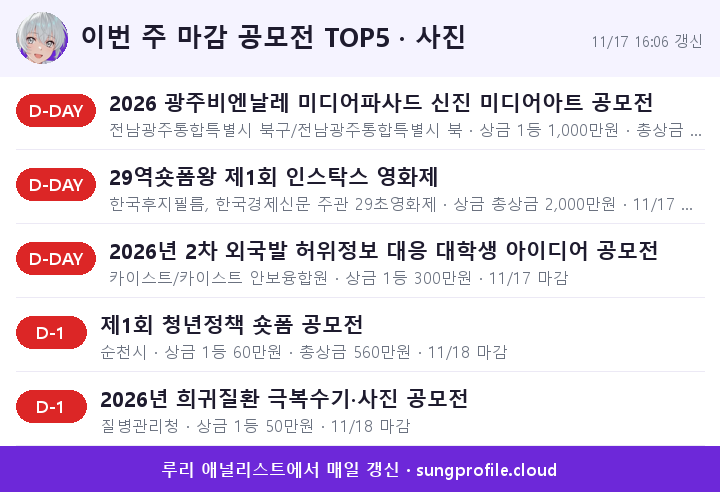 이번 주 마감 공모전 TOP5 · 사진
11/17 16:06 갱신
D-DAY
2026 광주비엔날레 미디어파사드 신진 미디어아트 공모전
전남광주통합특별시 북구/전남광주통합특별시 북 · 상금 1등 1,000만원 · 총상금 ...
D-DAY
29역숏폼왕 제1회 인스탁스 영화제
한국후지필름, 한국경제신문 주관 29초영화제 · 상금 총상금 2,000만원 · 11/17 ...
D-DAY
2026년 2차 외국발 허위정보 대응 대학생 아이디어 공모전
카이스트/카이스트 안보융합원 · 상금 1등 300만원 · 11/17 마감
D-1
제1회 청년정책 숏폼 공모전
순천시 · 상금 1등 60만원 · 총상금 560만원 · 11/18 마감
D-1
2026년 희귀질환 극복수기·사진 공모전
질병관리청 · 상금 1등 50만원 · 11/18 마감
루리 애널리스트에서 매일 갱신 · sungprofile.cloud